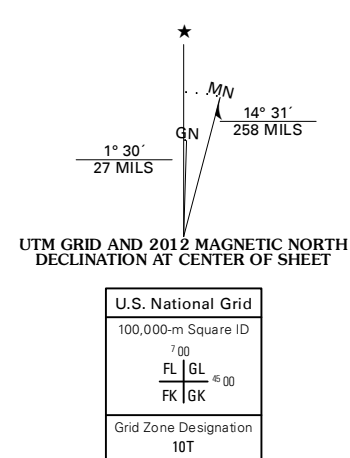 ★
MN
GN
14° 31´
258 MILS
1° 30´
27 MILS
UTM GRID AND 2012 MAGNETIC NORTH
DECLINATION AT CENTER OF SHEET
U.S. National Grid
100,000-m Square ID
7 00
FL GL
45 00
FK GK
Grid Zone Designation
10T